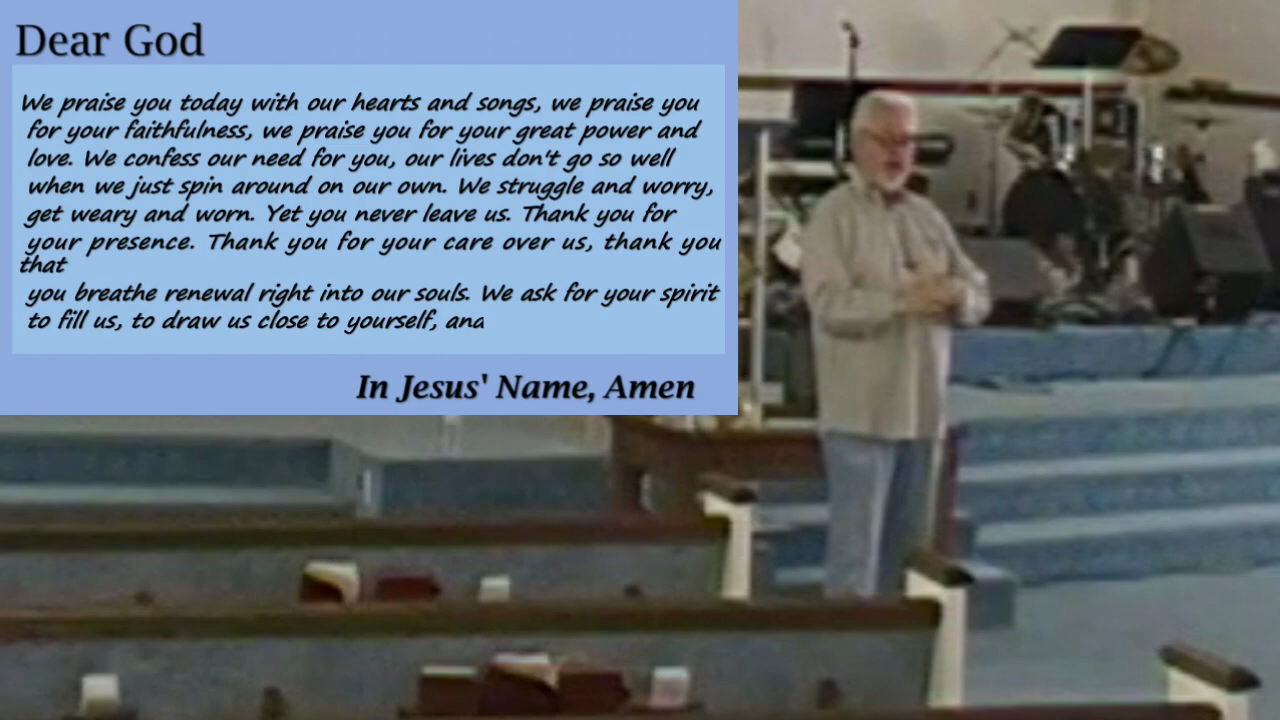 Dear God
We praise you today with our hearts and songs, we praise you
for your faithfulness, we praise you for your great power and
love. We confess our need for you, our lives don't go so well
when we just spin around on our own. We struggle and worry,
get weary and worn. Yet you never leave us. Thank you for
your presence. Thank you for your care over us, thank you
that
you breathe renewal right into our souls. We ask for your spirit
to fill us, to draw us close to yourself, and
In Jesus' Name, Amen